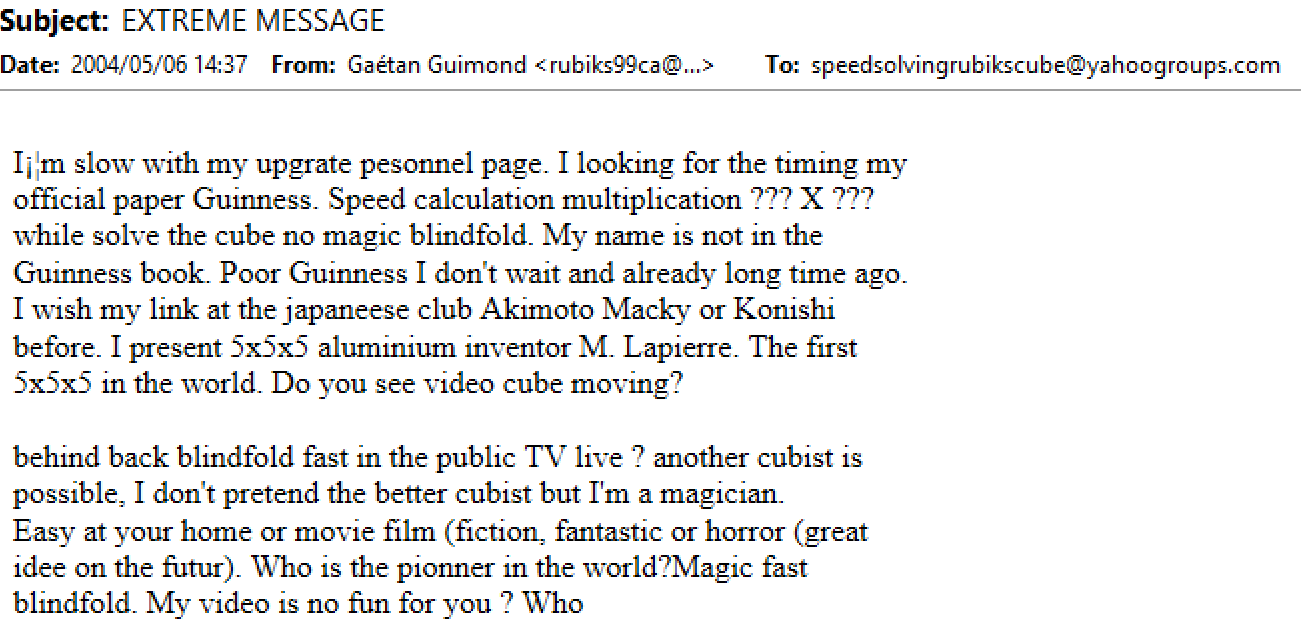 Subject: EXTREME MESSAGE
Date: 2004/05/06 14:37 From: Gaétan Guimond <rubiks99ca@...> To: speedsolvingrubikscube@yahoogroups.com
I¡¦m slow with my upgrate pesonnel page. I looking for the timing my
official paper Guinness. Speed calculation multiplication ??? X ???
while solve the cube no magic blindfold. My name is not in the
Guinness book. Poor Guinness I don't wait and already long time ago.
I wish my link at the japaneese club Akimoto Macky or Konishi
before. I present 5x5x5 aluminium inventor M. Lapierre. The first
5x5x5 in the world. Do you see video cube moving?
behind back blindfold fast in the public TV live ? another cubist is
possible, I don't pretend the better cubist but I'm a magician.
Easy at your home or movie film (fiction, fantastic or horror (great
idee on the futur). Who is the pionner in the world?Magic fast
blindfold. My video is no fun for you ? Who